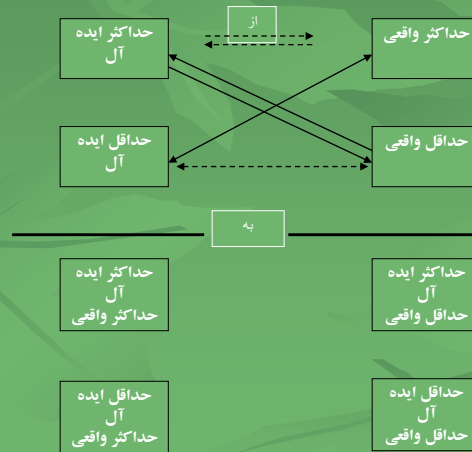 از
حداکثر واقعی
حداکثر ایده
آل
حداقل واقعی
حداقل ایده
آل
به
حداکثر ایده
آل
حداقل واقعی
حداکثر ایده
آل
حداکثر واقعی
حداقل ایده
آل
حداقل واقعی
حداقل ایده
آل
حداکثر واقعی